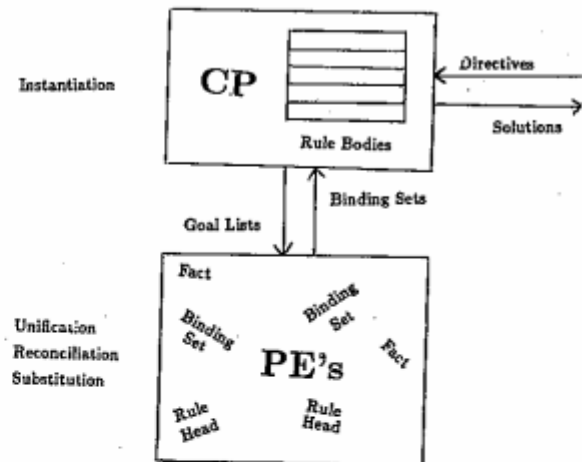 Instantiation
CP
Rule Bodies
Directives
Solutions
Goal Lists
Binding Sets
Unification
Reconciliation
Substitution
Fact
Binding
Set
Binding
Set
Fact
PE's
Rule
Head
Rule
Head